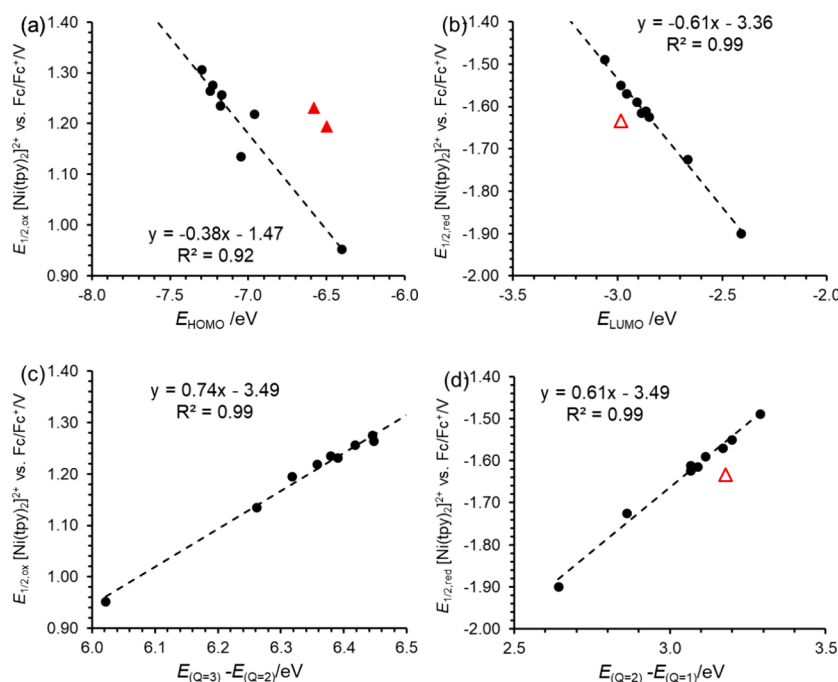 (a)
E1/2,ox [Ni(tpy)2]2+ vs. Fc/Fc+/V
1.40
1.30
1.20
1.10
1.00
0.90
y = -0.38x - 1.47
R² = 0.92
-8.0 -7.5 -7.0 -6.5 -6.0
EHOMO /eV
(b)
E1/2,red [Ni(tpy)2]2+ vs. Fc/Fc+/V
-1.40
-1.50
-1.60
-1.70
-1.80
-1.90
-2.00
y = -0.61x - 3.36
R² = 0.99
-3.5 -3.0 -2.5 -2.0
ELUMO /eV
(c)
E1/2,ox [Ni(tpy)2]2+ vs. Fc/Fc+/V
1.40
1.30
1.20
1.10
1.00
0.90
y = 0.74x - 3.49
R² = 0.99
6.0 6.1 6.2 6.3 6.4 6.5
E(Q=3) -E(Q=2)/eV
(d)
E1/2,red [Ni(tpy)2]2+ vs. Fc/Fc+/V
-1.40
-1.50
-1.60
-1.70
-1.80
-1.90
-2.00
y = 0.61x - 3.49
R² = 0.99
2.5 3.0 3.5
E(Q=2) -E(Q=1)/eV